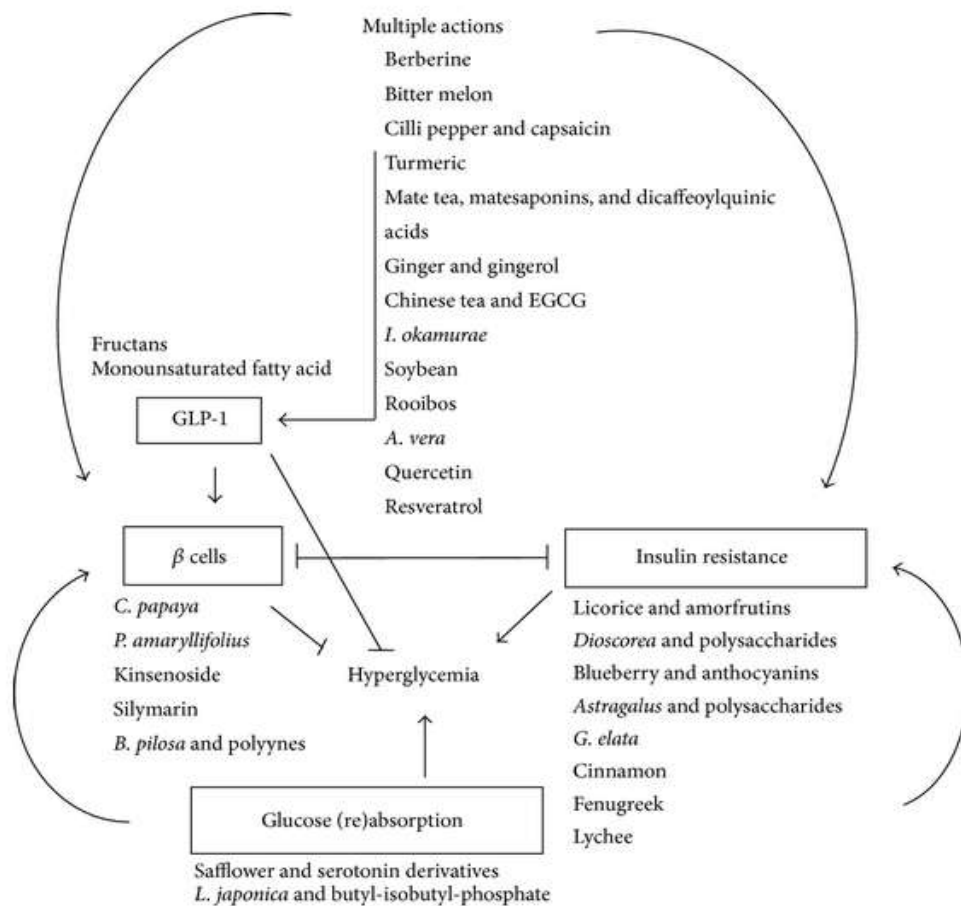 Multiple actions
Berberine
Bitter melon
Cilli pepper and capsaicin
Turmeric
Mate tea, matesaponins, and dicaffeoylquinic
acids
Ginger and gingerol
Chinese tea and EGCG
I. okamurae
Soybean
Rooibos
A. vera
Quercetin
Resveratrol
Fructans
Monounsaturated fatty acid
GLP-1
β cells
C. papaya
P. amaryllifolius
Kinsenoside
Silymarin
B. pilosa and polyynes
Hyperglycemia
Insulin resistance
Licorice and amorfrutins
Dioscorea and polysaccharides
Blueberry and anthocyanins
Astragalus and polysaccharides
G. elata
Cinnamon
Fenugreek
Lychee
Glucose (re)absorption
Safflower and serotonin derivatives
L. japonica and butyl-isobutyl-phosphate